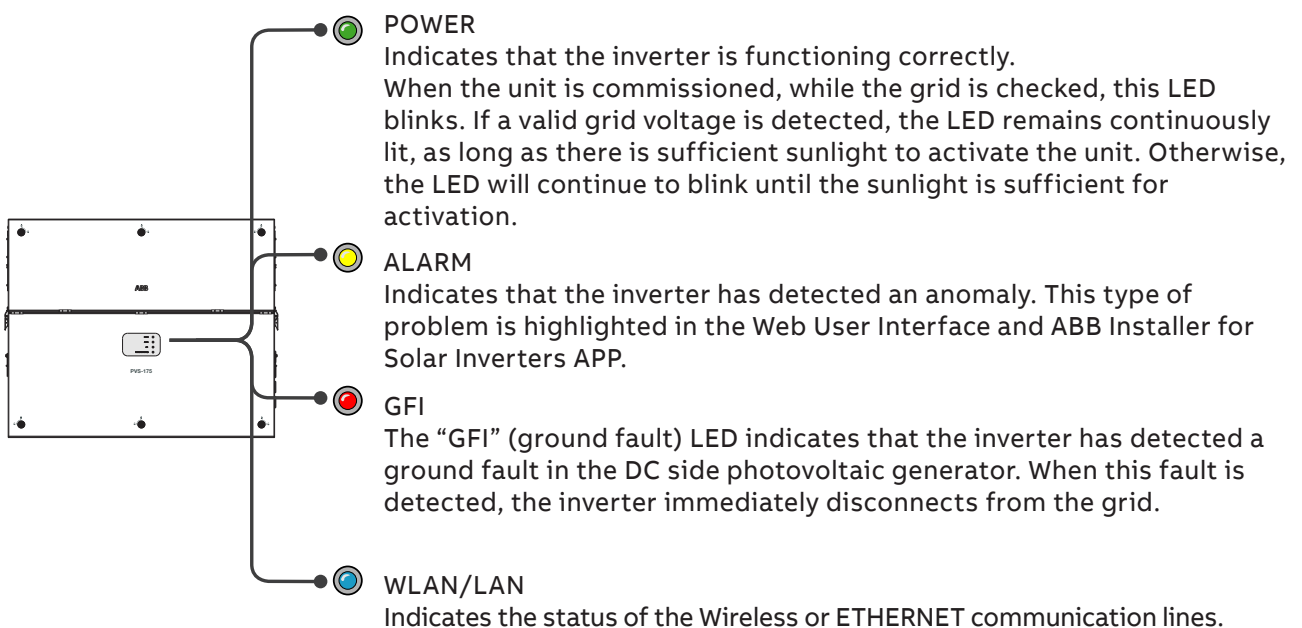 POWER
Indicates that the inverter is functioning correctly.
When the unit is commissioned, while the grid is checked, this LED
blinks. If a valid grid voltage is detected, the LED remains continuously
lit, as long as there is sufficient sunlight to activate the unit. Otherwise,
the LED will continue to blink until the sunlight is sufficient for
activation.
ALARM
Indicates that the inverter has detected an anomaly. This type of
problem is highlighted in the Web User Interface and ABB Installer for
Solar Inverters APP.
ABB
PVS-175
GFI
The “GFI” (ground fault) LED indicates that the inverter has detected a
ground fault in the DC side photovoltaic generator. When this fault is
detected, the inverter immediately disconnects from the grid.
WLAN/LAN
Indicates the status of the Wireless or ETHERNET communication lines.